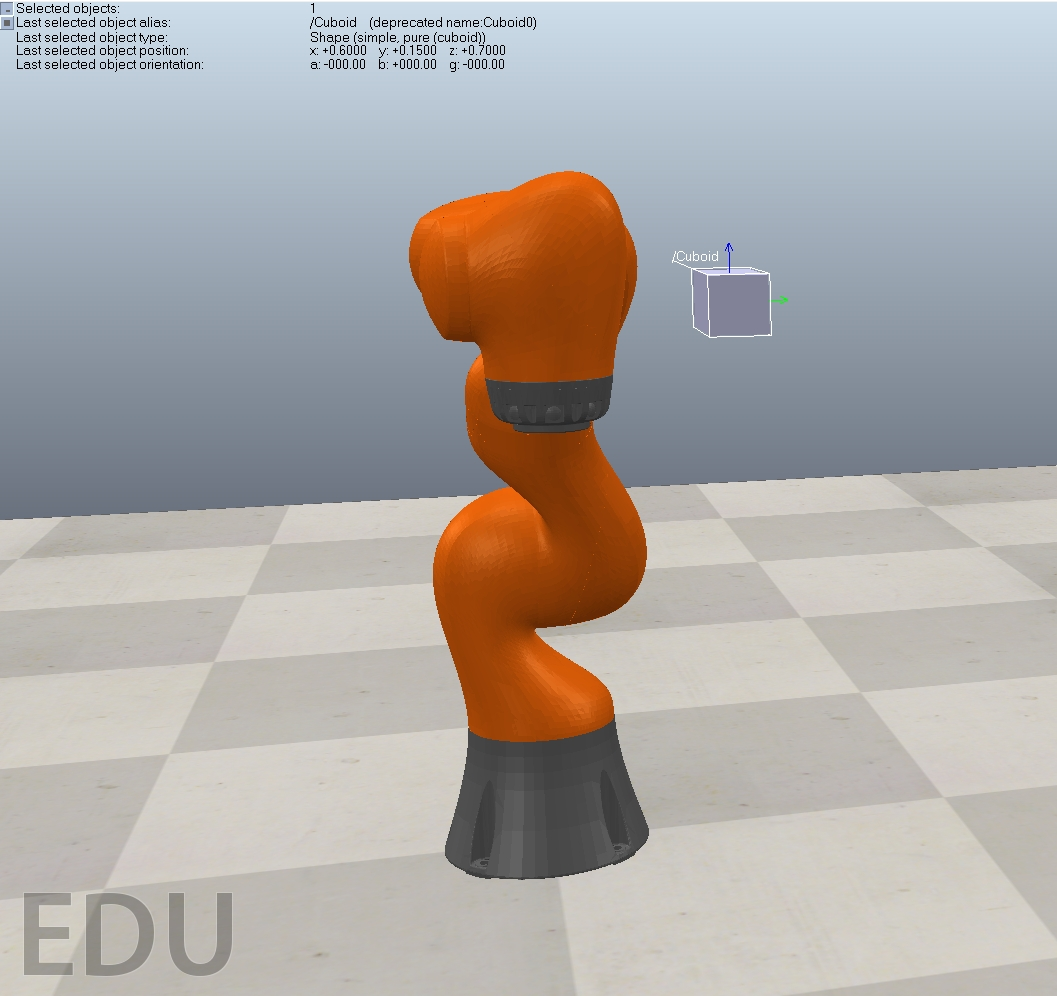 Selected objects: 1
Last selected object alias: /Cuboid (deprecated name:Cuboid0)
Last selected object type: Shape (simple, pure (cuboid))
Last selected object position: x: +0.6000 y: +0.1500 z: +0.7000
Last selected object orientation: a: -000.00 b: +000.00 g: -000.00
/Cuboid
EDU